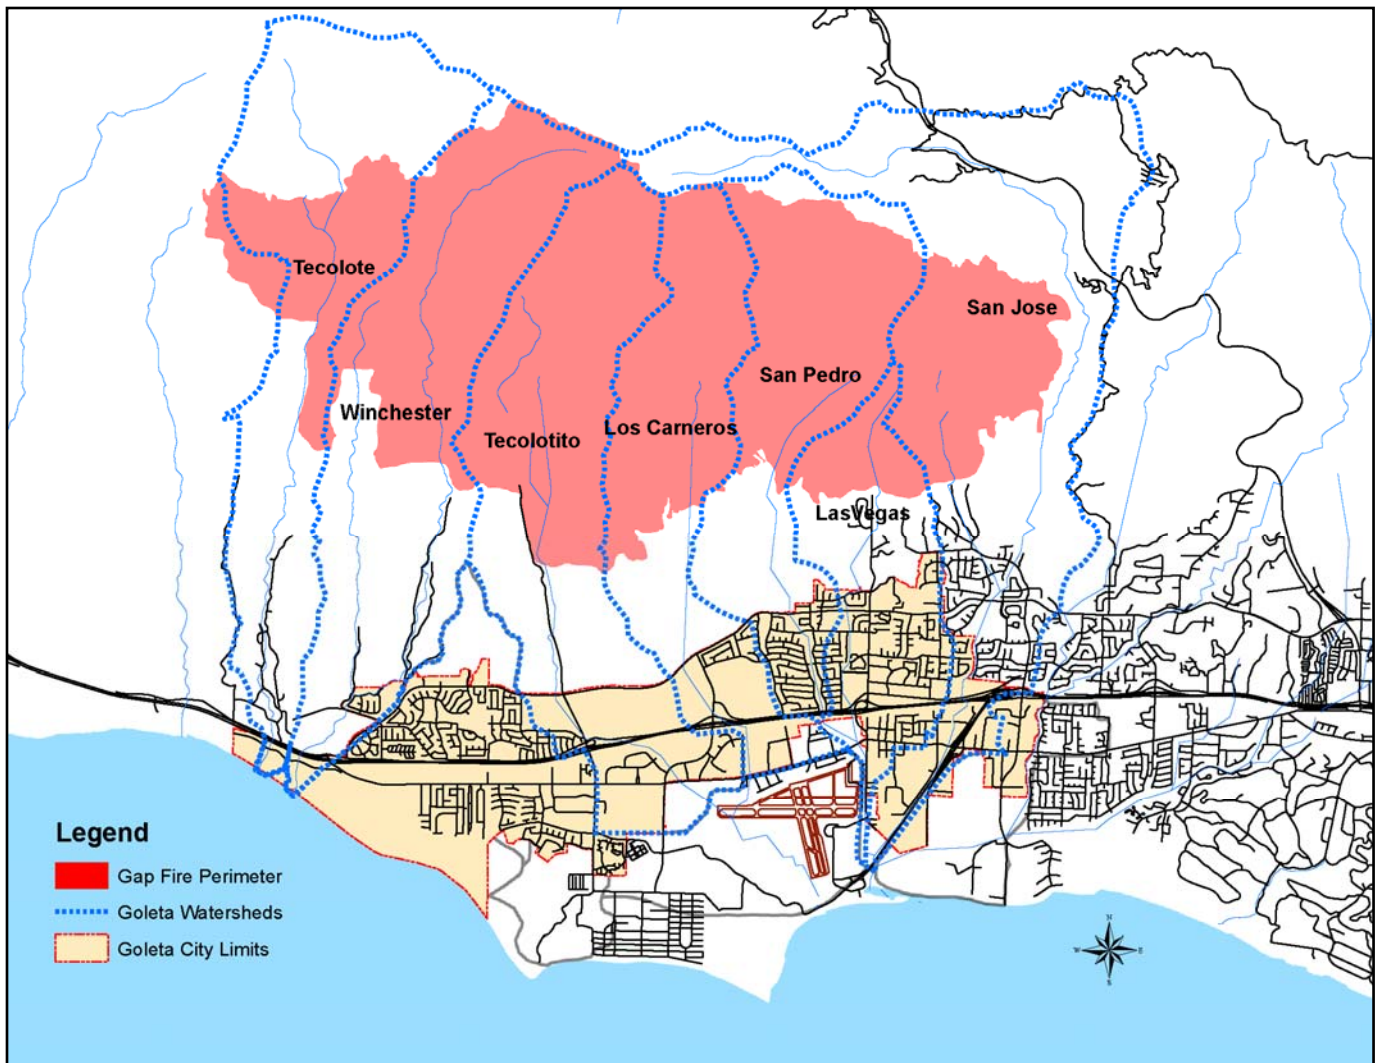 Tecolote
San Jose
San Pedro
Winchester
Los Carneros
Tecolotito
LasVegas
Legend
Gap Fire Perimeter
Goleta Watersheds
Goleta City Limits
N
W
E
S